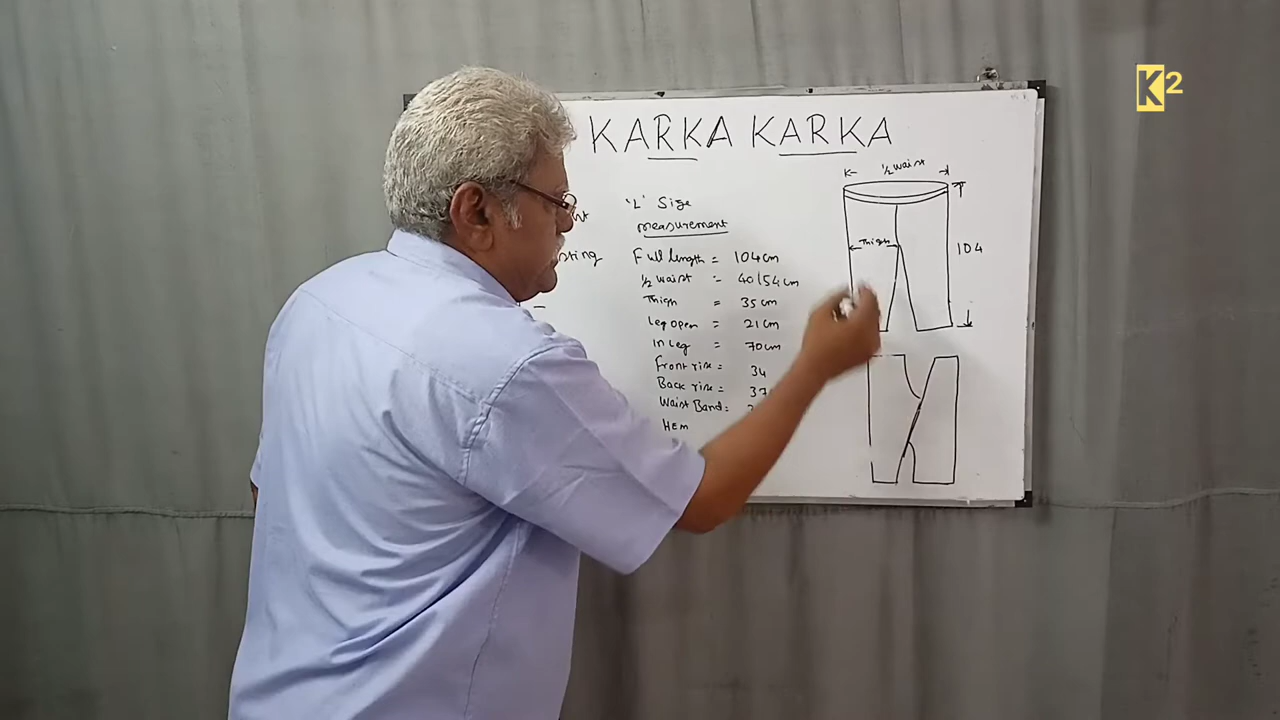 K2
KARKA KARKA
'L' Size
measurement
Full length = 104cm
½ waist = 40/54cm
Thigh = 35cm
Leg open = 21cm
In Leg = 70cm
Front rise = 34
Back rise = 37
Waist Band =
HEM
½ waist
Thigh
104